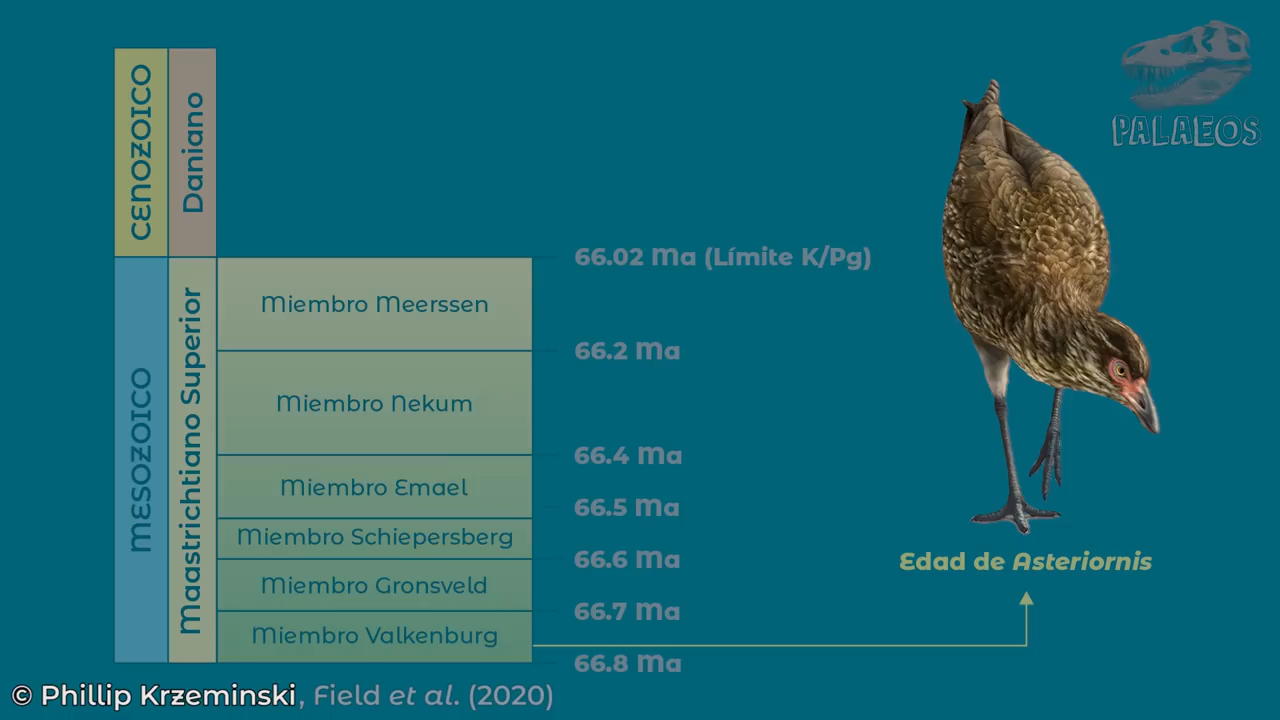 PALAEOS
CENOZOICO
Daniano
MESOZOICO
Maastrichtiano Superior
66.02 Ma (Límite K/Pg)
Miembro Meerssen
66.2 Ma
Miembro Nekum
66.4 Ma
Miembro Emael
66.5 Ma
Miembro Schiepersberg
66.6 Ma
Miembro Gronsveld
66.7 Ma
Miembro Valkenburg
66.8 Ma
Edad de Asteriornis
© Phillip Krzeminski, Field et al. (2020)